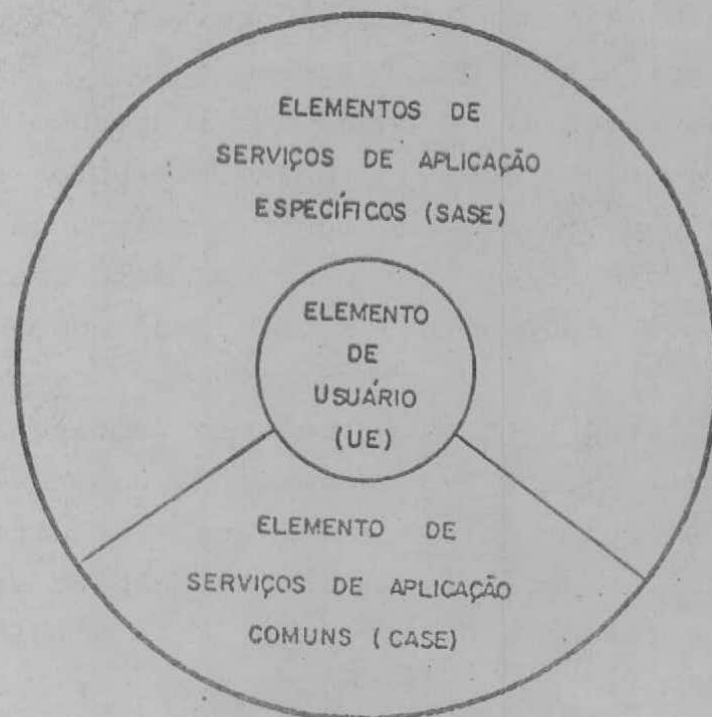 ELEMENTOS DE
SERVIÇOS DE APLICAÇÃO
ESPECÍFICOS (SASE)
ELEMENTO
DE
USUÁRIO
(UE)
ELEMENTO DE
SERVIÇOS DE APLICAÇÃO
COMUNS (CASE)